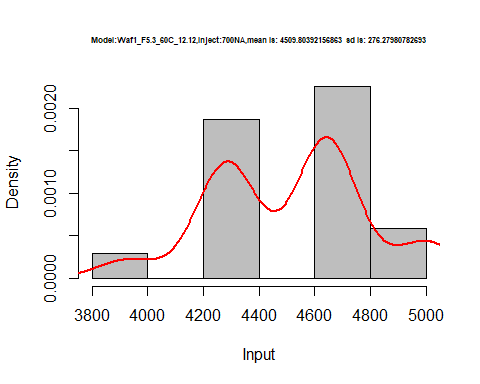 Model:Waf1_F5.3_60C_12.12,Inject:700NA,mean is: 4509.80392156863 sd is: 276.27980782693
Density
0.0000 0.0010 0.0020
3800 4000 4200 4400 4600 4800 5000
Input